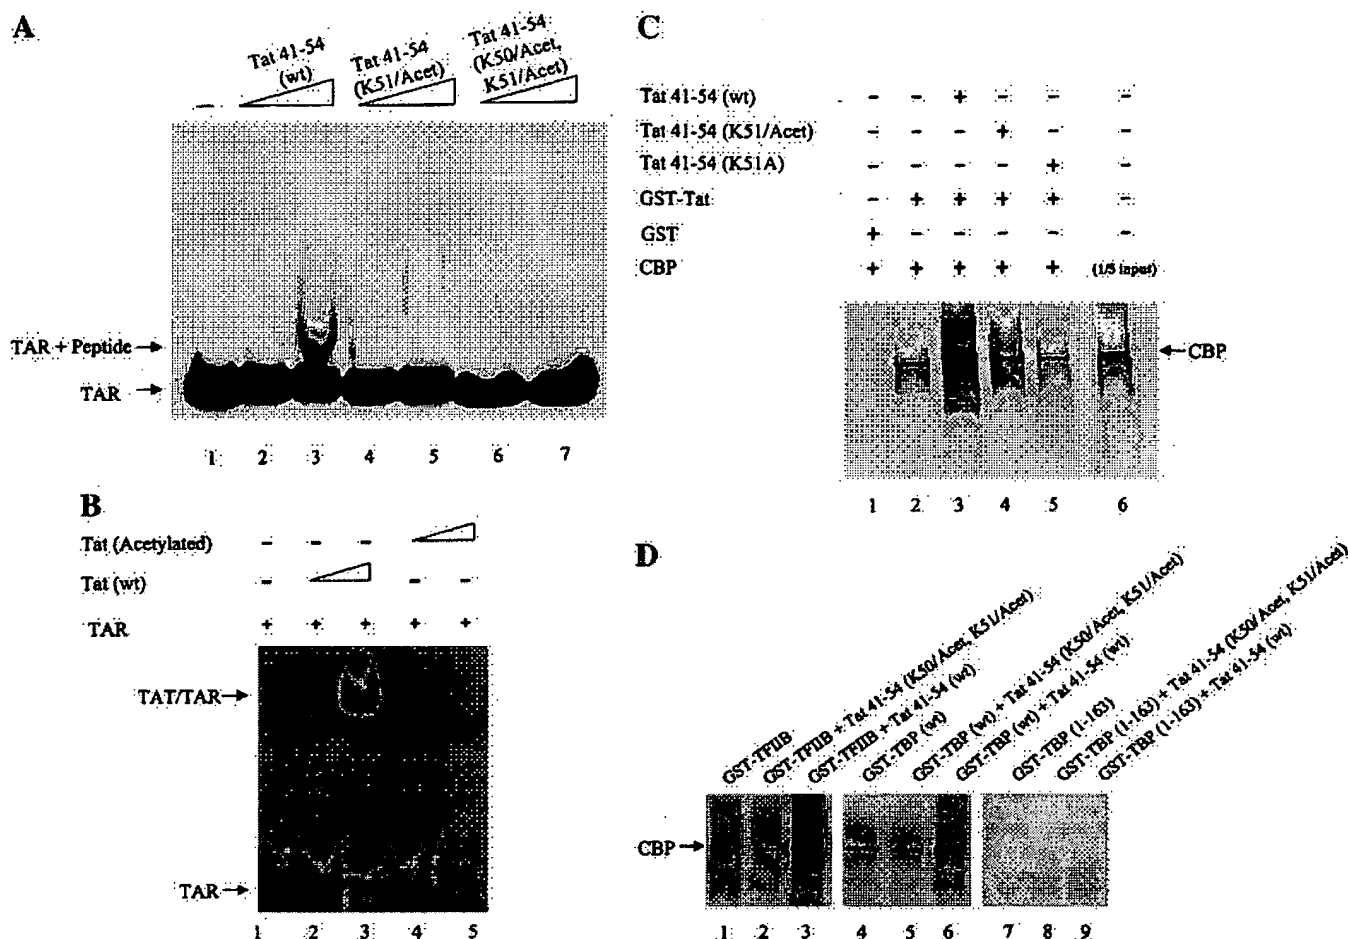 A
Tat 41-54
(wt)
Tat 41-54
(K51/Acet)
Tat 41-54
(K50/Acet,
K51/Acet)
–
TAR + Peptide
TAR
1 2 3 4 5 6 7
B
Tat (Acetylated) – – –
Tat (wt) – – –
TAR + + + + +
TAT/TAR
TAR
1 2 3 4 5
C
Tat 41-54 (wt) – – + – – –
Tat 41-54 (K51/Acet) – – – + – –
Tat 41-54 (K51A) – – – – + –
GST-Tat – + + + + –
GST + – – – – –
CBP + + + + + (1/5 input)
CBP
1 2 3 4 5 6
D
GST-TFIIB
GST-TFIIB + Tat 41-54 (K50/Acet, K51/Acet)
GST-TFIIB + Tat 41-54 (wt)
GST-TBP (wt)
GST-TBP (wt) + Tat 41-54 (K50/Acet, K51/Acet)
GST-TBP (wt) + Tat 41-54 (wt)
GST-TBP (1-163)
GST-TBP (1-163) + Tat 41-54 (K50/Acet, K51/Acet)
GST-TBP (1-163) + Tat 41-54 (wt)
CBP
1 2 3 4 5 6 7 8 9